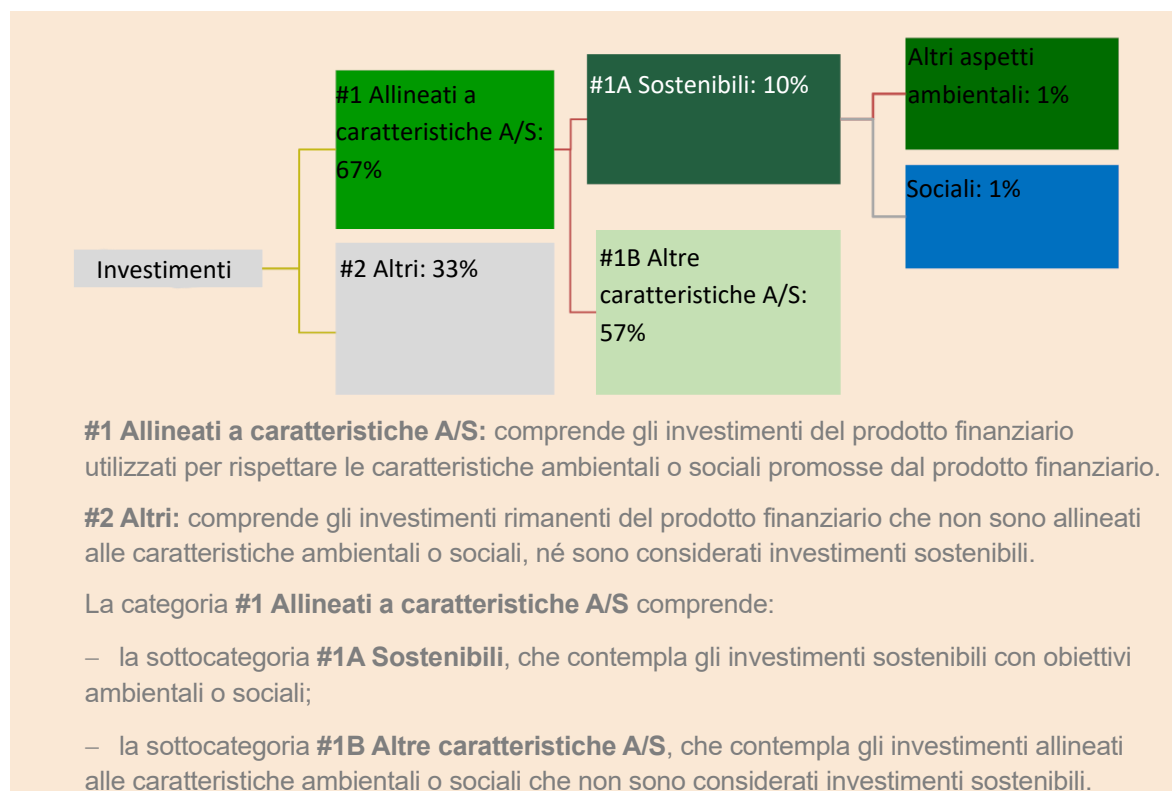 Investimenti
#1 Allineati a
caratteristiche A/S:
67%
#2 Altri: 33%
#1A Sostenibili: 10%
#1B Altre
caratteristiche A/S:
57%
Altri aspetti
ambientali: 1%
Sociali: 1%
#1 Allineati a caratteristiche A/S: comprende gli investimenti del prodotto finanziario
utilizzati per rispettare le caratteristiche ambientali o sociali promosse dal prodotto finanziario.
#2 Altri: comprende gli investimenti rimanenti del prodotto finanziario che non sono allineati
alle caratteristiche ambientali o sociali, né sono considerati investimenti sostenibili.
La categoria #1 Allineati a caratteristiche A/S comprende:
– la sottocategoria #1A Sostenibili, che contempla gli investimenti sostenibili con obiettivi
ambientali o sociali;
– la sottocategoria #1B Altre caratteristiche A/S, che contempla gli investimenti allineati
alle caratteristiche ambientali o sociali che non sono considerati investimenti sostenibili.